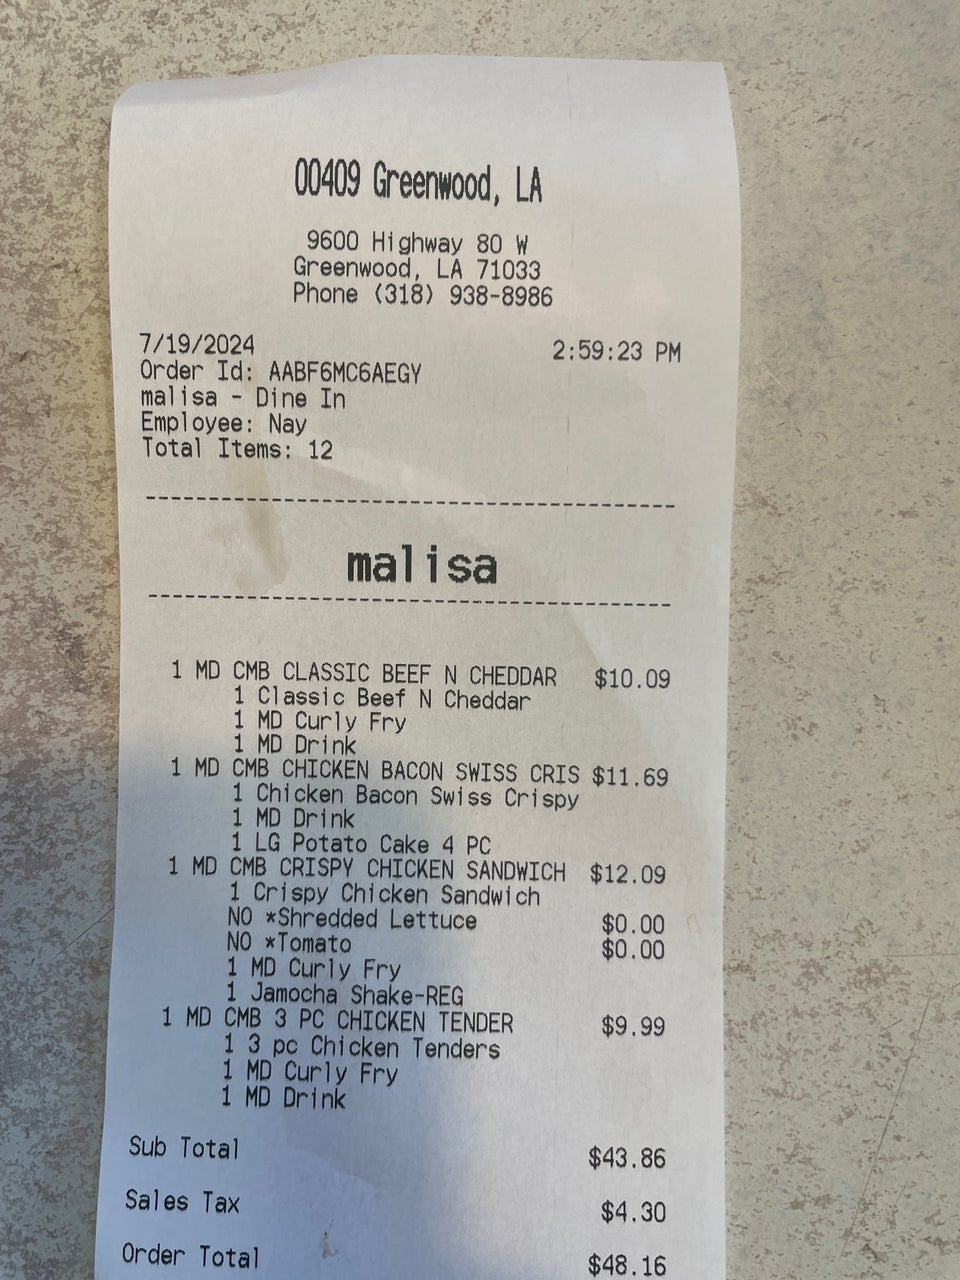 00409 Greenwood, LA
9600 Highway 80 W
Greenwood, LA 71033
Phone (318) 938-8986
7/19/2024 2:59:23 PM
Order Id: AABF6MC6AEGY
malisa - Dine In
Employee: Nay
Total Items: 12
malisa
1 MD CMB CLASSIC BEEF N CHEDDAR $10.09
1 Classic Beef N Cheddar
1 MD Curly Fry
1 MD Drink
1 MD CMB CHICKEN BACON SWISS CRIS $11.69
1 Chicken Bacon Swiss Crispy
1 MD Drink
1 LG Potato Cake 4 PC
1 MD CMB CRISPY CHICKEN SANDWICH $12.09
1 Crispy Chicken Sandwich
NO *Shredded Lettuce $0.00
NO *Tomato $0.00
1 MD Curly Fry
1 Jamocha Shake-REG
1 MD CMB 3 PC CHICKEN TENDER $9.99
1 3 pc Chicken Tenders
1 MD Curly Fry
1 MD Drink
Sub Total $43.86
Sales Tax $4.30
Order Total $48.16